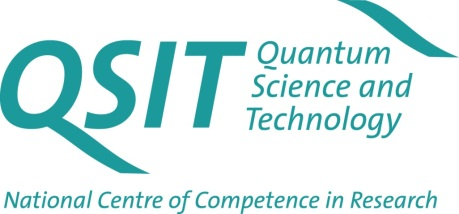 QSIT
Quantum
Science and
Technology
National Centre of Competence in Research